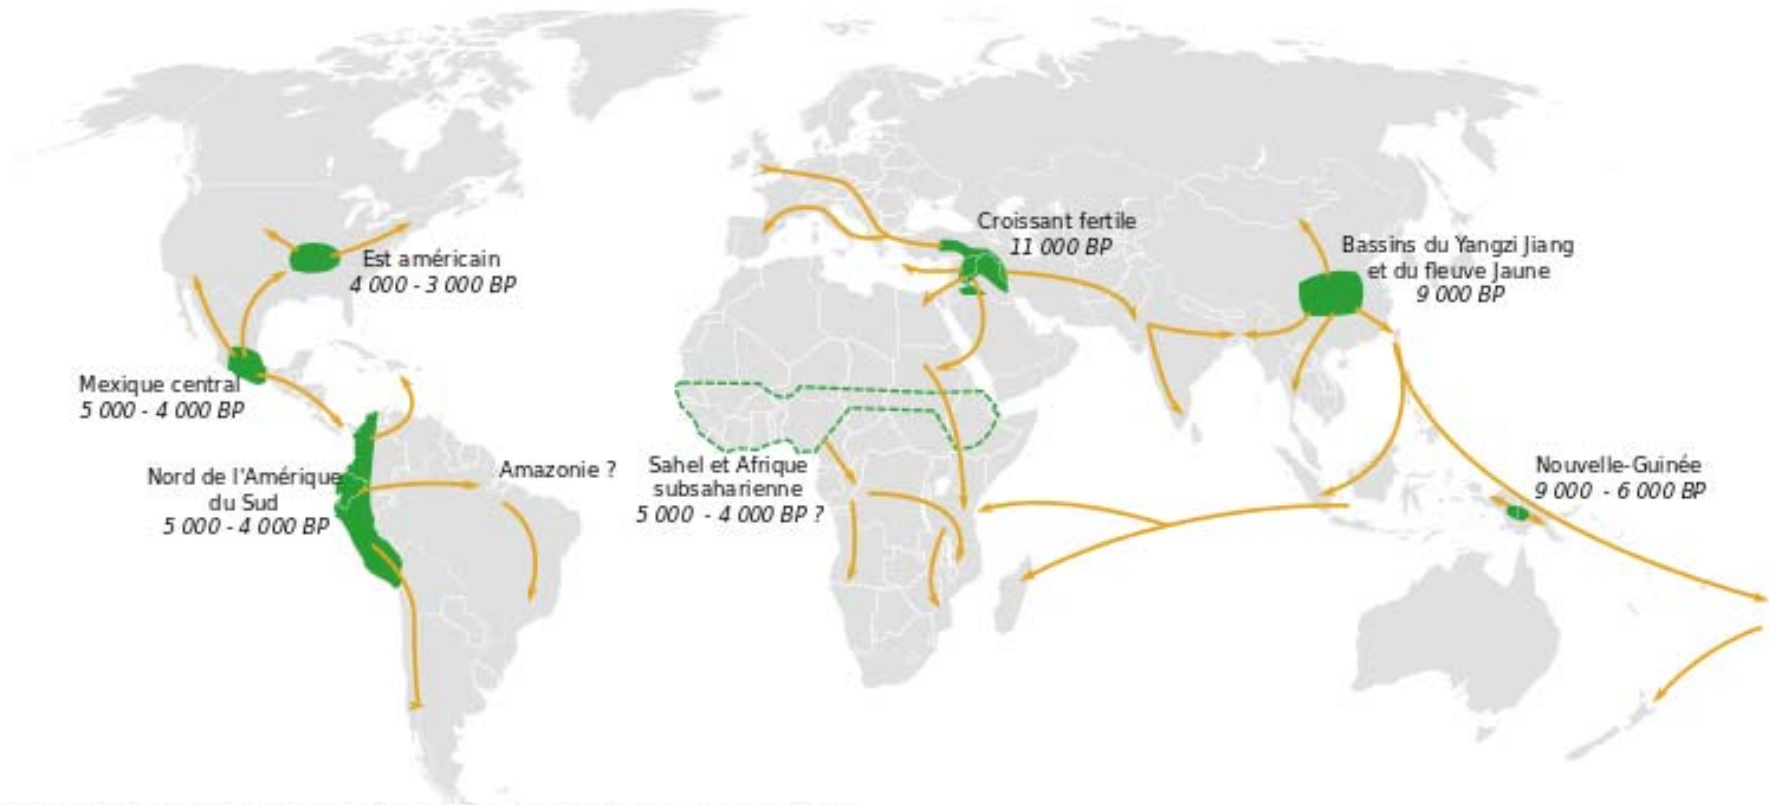 Croissant fertile
11 000 BP
Est américain
4 000 - 3 000 BP
Bassins du Yangzi Jiang
et du fleuve Jaune
9 000 BP
Mexique central
5 000 - 4 000 BP
Nord de l'Amérique
du Sud
5 000 - 4 000 BP
Amazonie ?
Sahel et Afrique
subsaharienne
5 000 - 4 000 BP ?
Nouvelle-Guinée
9 000 - 6 000 BP